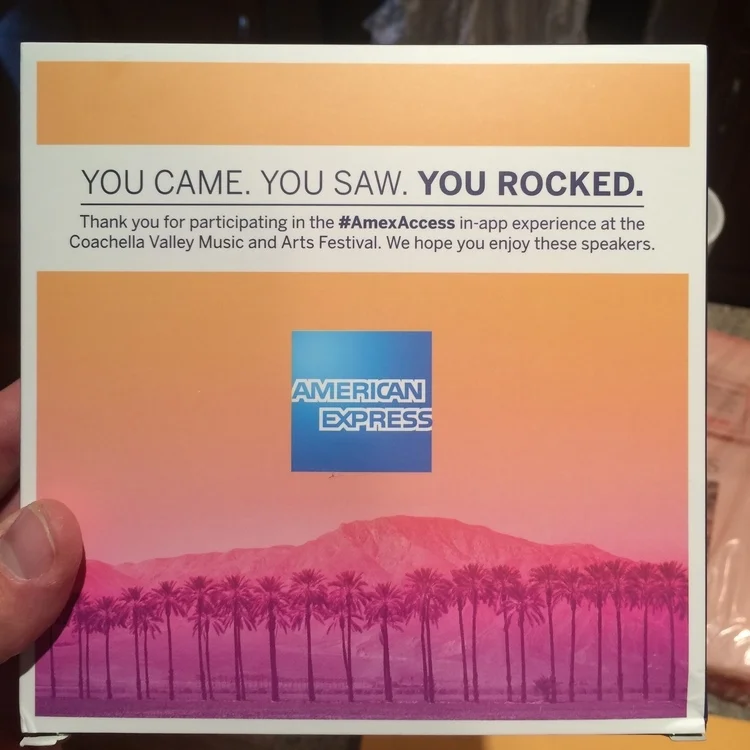 YOU CAME. YOU SAW. YOU ROCKED.
Thank you for participating in the #AmexAccess in-app experience at the
Coachella Valley Music and Arts Festival. We hope you enjoy these speakers.
AMERICAN
EXPRESS